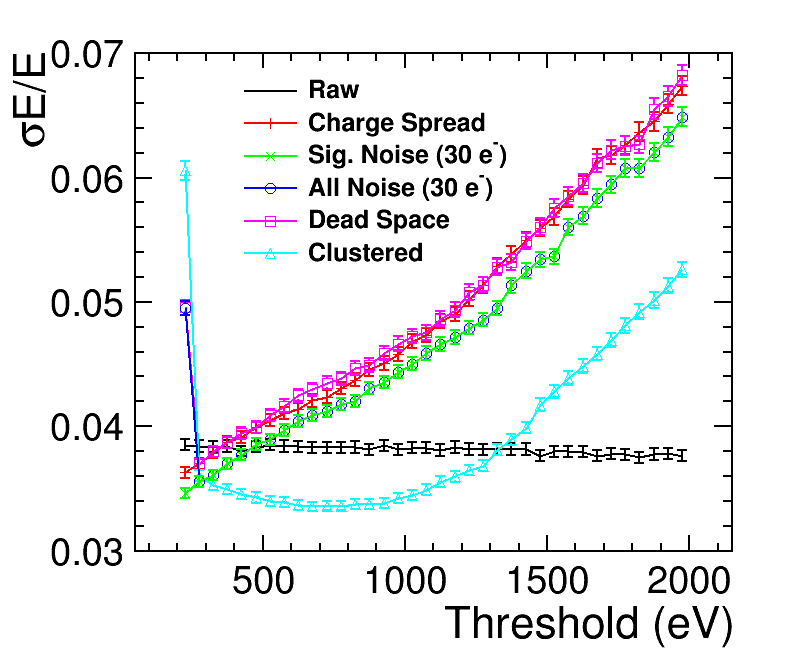 σE/E
0.07
0.06
0.05
0.04
0.03
Raw
Charge Spread
Sig. Noise (30 e⁻)
All Noise (30 e⁻)
Dead Space
Clustered
500 1000 1500 2000
Threshold (eV)